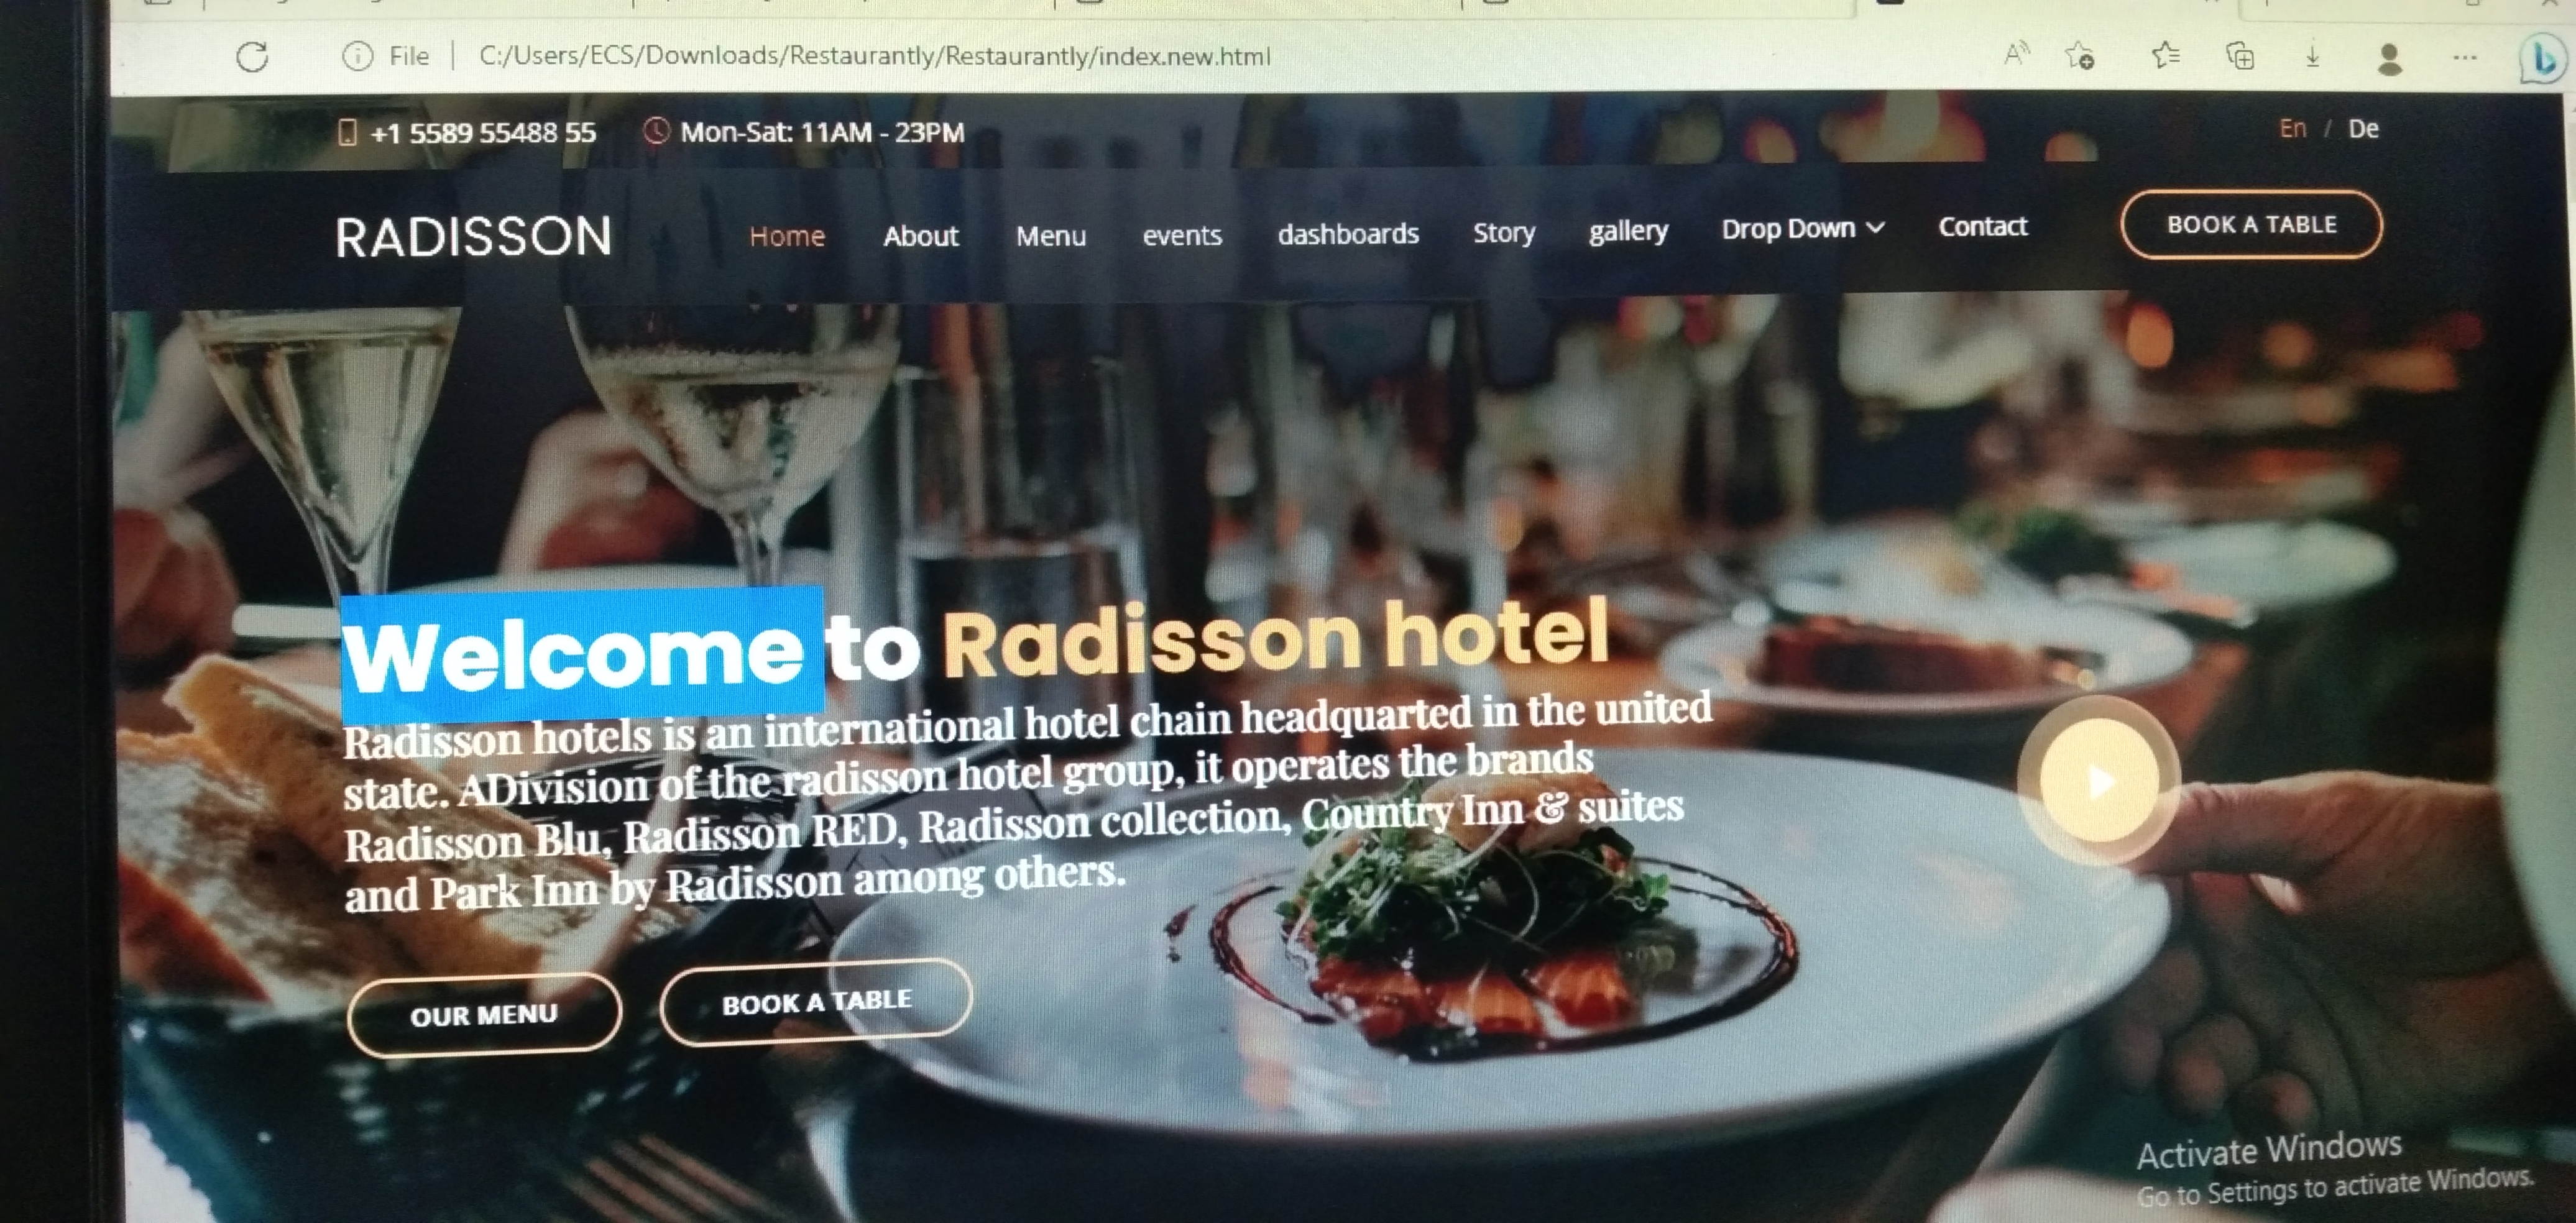 File | C:/Users/ECS/Downloads/Restaurantly/Restaurantly/index.new.html
+1 5589 55488 55 Mon-Sat: 11AM - 23PM En / De
RADISSON Home About Menu events dashboards Story gallery Drop Down Contact BOOK A TABLE
Welcome to Radisson hotel
Radisson hotels is an international hotel chain headquarted in the united
state. ADivision of the radisson hotel group, it operates the brands
Radisson Blu, Radisson RED, Radisson collection, Country Inn & suites
and Park Inn by Radisson among others.
OUR MENU BOOK A TABLE
Activate Windows
Go to Settings to activate Windows.